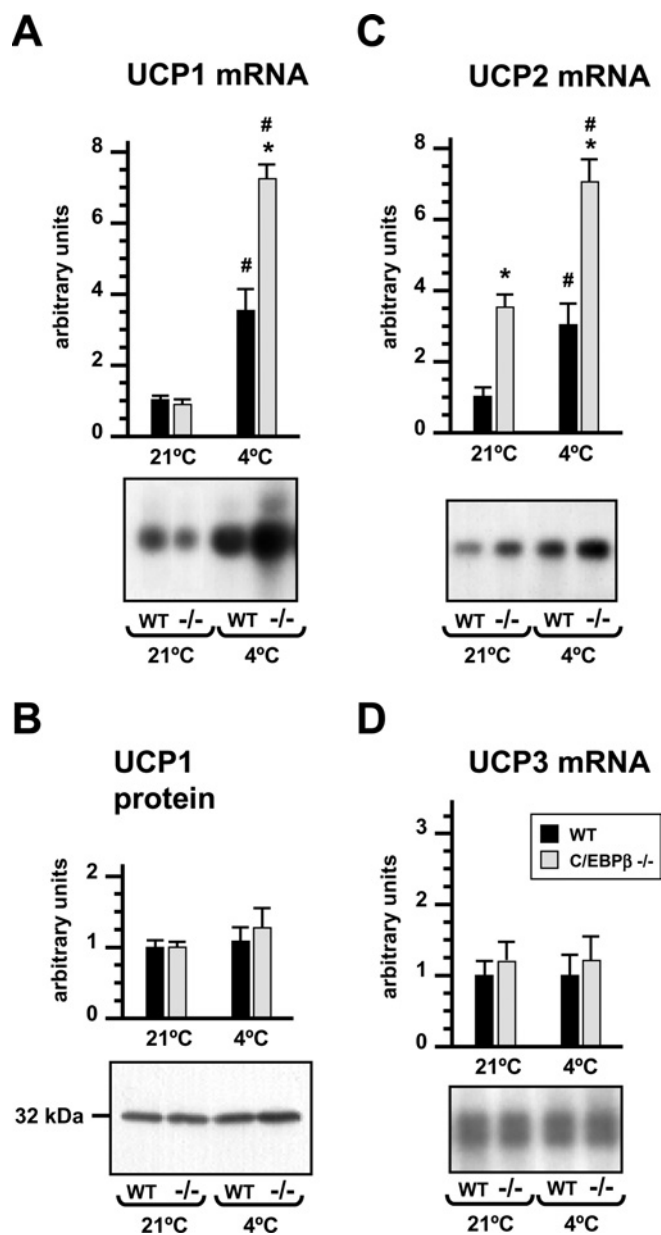 A
UCP1 mRNA
arbitrary units
8
6
4
2
0
#
#
*
21ºC 4ºC
WT -/- WT -/-
21ºC 4ºC
C
UCP2 mRNA
arbitrary units
8
6
4
2
0
*
#
#
*
21ºC 4ºC
WT -/- WT -/-
21ºC 4ºC
B
UCP1
protein
arbitrary units
2
1
0
21ºC 4ºC
32 kDa
WT -/- WT -/-
21ºC 4ºC
D
UCP3 mRNA
arbitrary units
3
2
1
0
WT
C/EBPβ -/-
21ºC 4ºC
WT -/- WT -/-
21ºC 4ºC